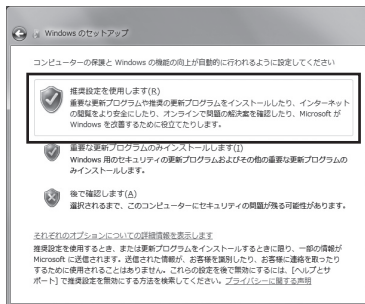 Windows のセットアップ
コンピューターの保護と Windows の機能の向上が自動的に行われるように設定してください
推奨設定を使用します(R)
重要な更新プログラムや推奨の更新プログラムをインストールしたり、インターネット
の閲覧をより安全にしたり、オンラインで問題の解決策を確認したり、Microsoft が
Windows を改善するために役立てたりします。
重要な更新プログラムのみインストールします(I)
Windows 用のセキュリティの更新プログラムおよびその他の重要な更新プログラムの
みインストールします。
後で確認します(A)
選択されるまで、このコンピューターにセキュリティの問題が残る可能性があります。
それぞれのオプションについての詳細情報を表示します
推奨設定を使用するとき、または更新プログラムをインストールするときに限り、一部の情報が
Microsoft に送信されます。送信された情報が、お客様を識別したり、お客様に連絡を取ったり
するために使用されることはありません。これらの設定を後で無効にするには、[ヘルプとサ
ポート] で推奨設定を無効にする方法を検索してください。プライバシーに関する声明